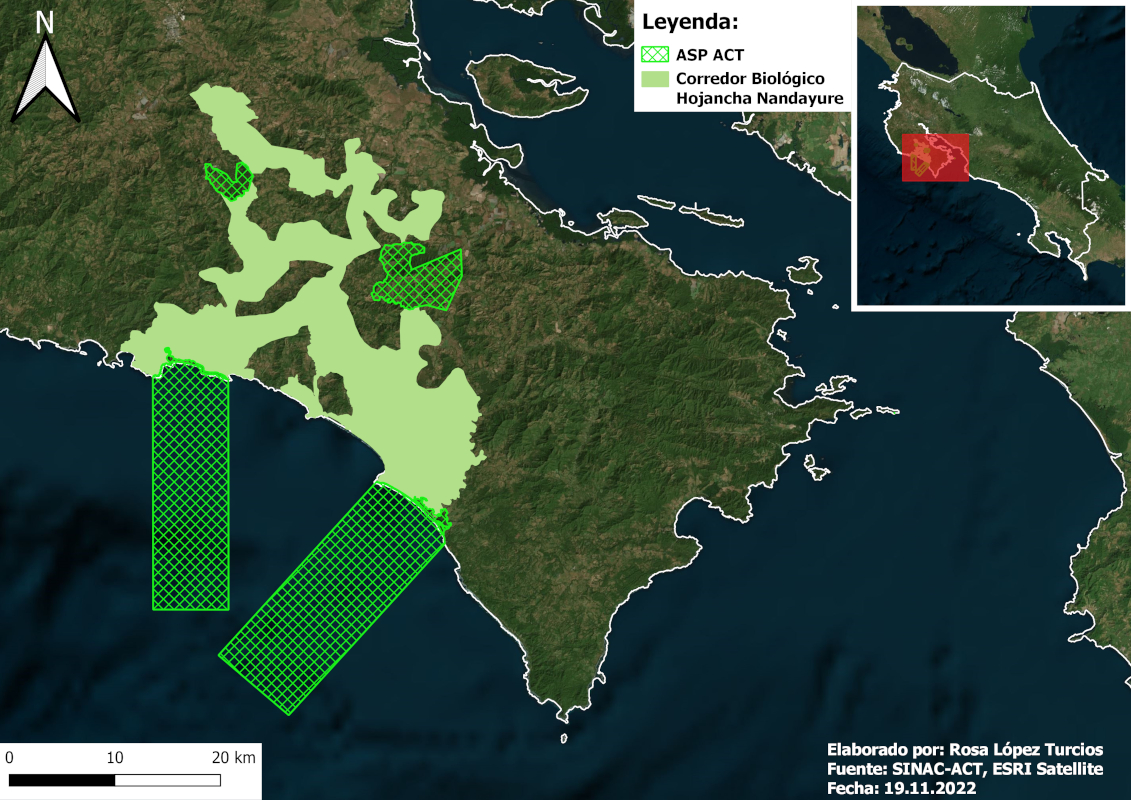 N
Leyenda:
ASP ACT
Corredor Biológico
Hojancha Nandayure
0 10 20 km
Elaborado por: Rosa López Turcios
Fuente: SINAC-ACT, ESRI Satellite
Fecha: 19.11.2022